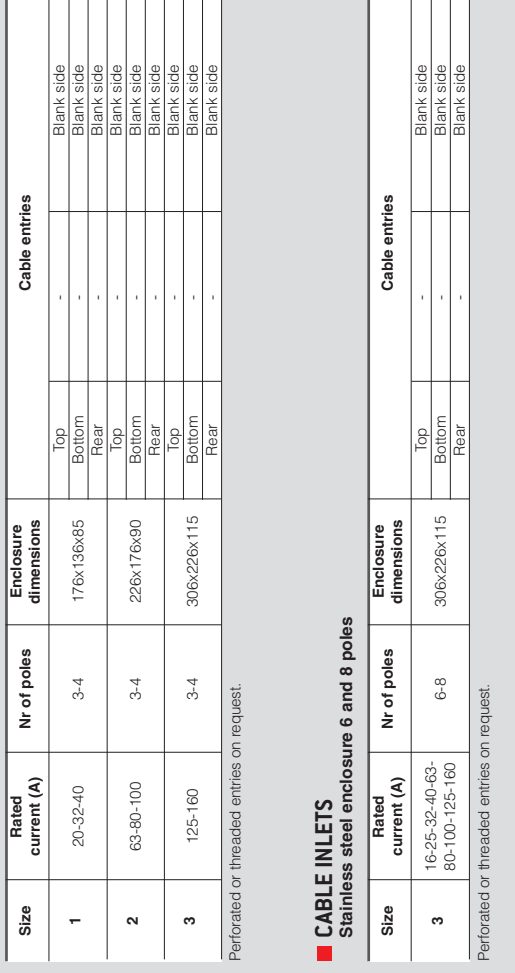 Size Rated current (A) Nr of poles Enclosure dimensions Cable entries
1 20-32-40 3-4 176x136x85 Top - Blank side
Bottom - Blank side
Rear - Blank side
2 63-80-100 3-4 226x176x90 Top - Blank side
Bottom - Blank side
Rear - Blank side
3 125-160 3-4 306x226x115 Top - Blank side
Bottom - Blank side
Rear - Blank side
Perforated or threaded entries on request.
CABLE INLETS
Stainless steel enclosure 6 and 8 poles
Size Rated current (A) Nr of poles Enclosure dimensions Cable entries
3 16-25-32-40-63-80-100-125-160 6-8 306x226x115 Top - Blank side
Bottom - Blank side
Rear - Blank side
Perforated or threaded entries on request.